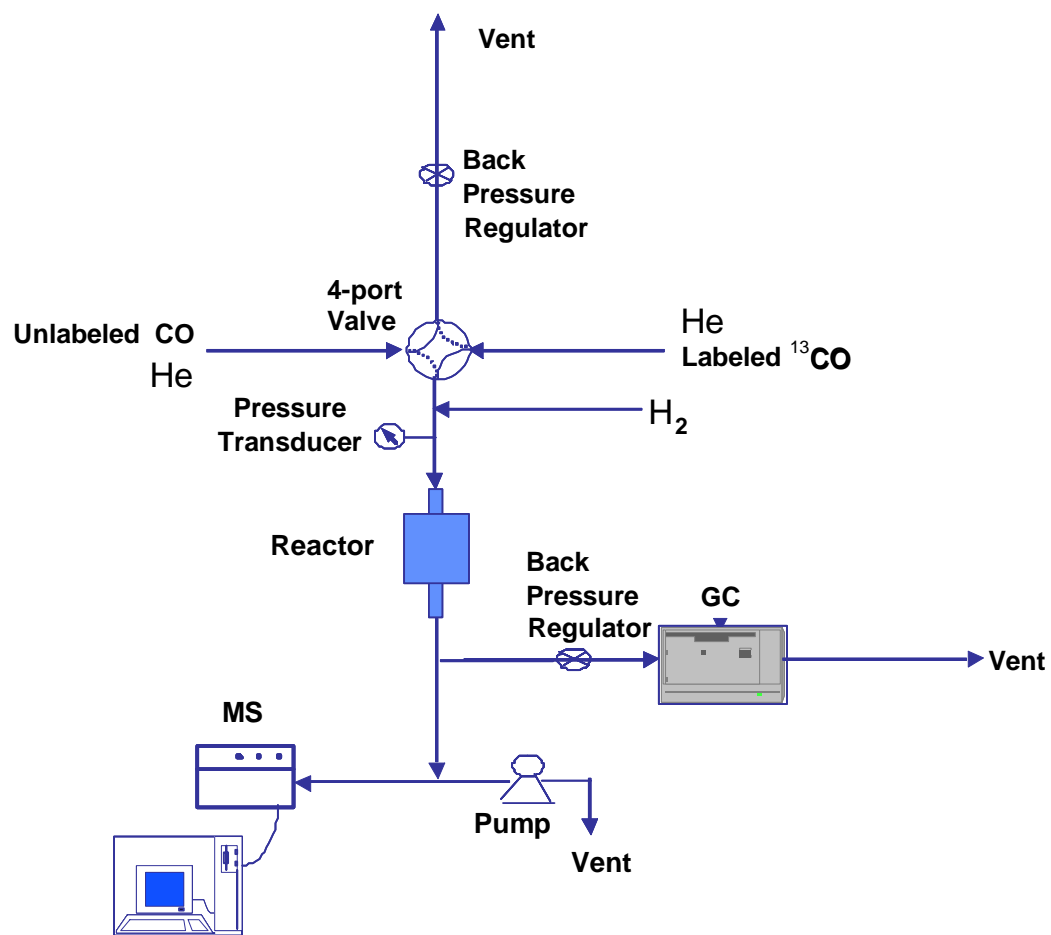 Vent
Back
Pressure
Regulator
4-port
Valve
Unlabeled CO
He
He
Labeled ¹³CO
Pressure
Transducer
H₂
Reactor
Back
Pressure
Regulator
GC
Vent
MS
Pump
Vent